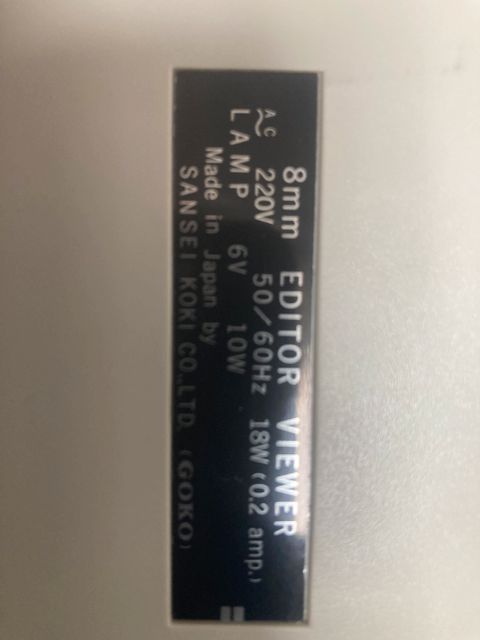 8mm EDITOR VIEWER
AC 220V 50/60Hz 18W (0.2 amp.)
LAMP 6V 10W
Made in Japan by
SANSEI KOKI CO.,LTD. (GOKO)